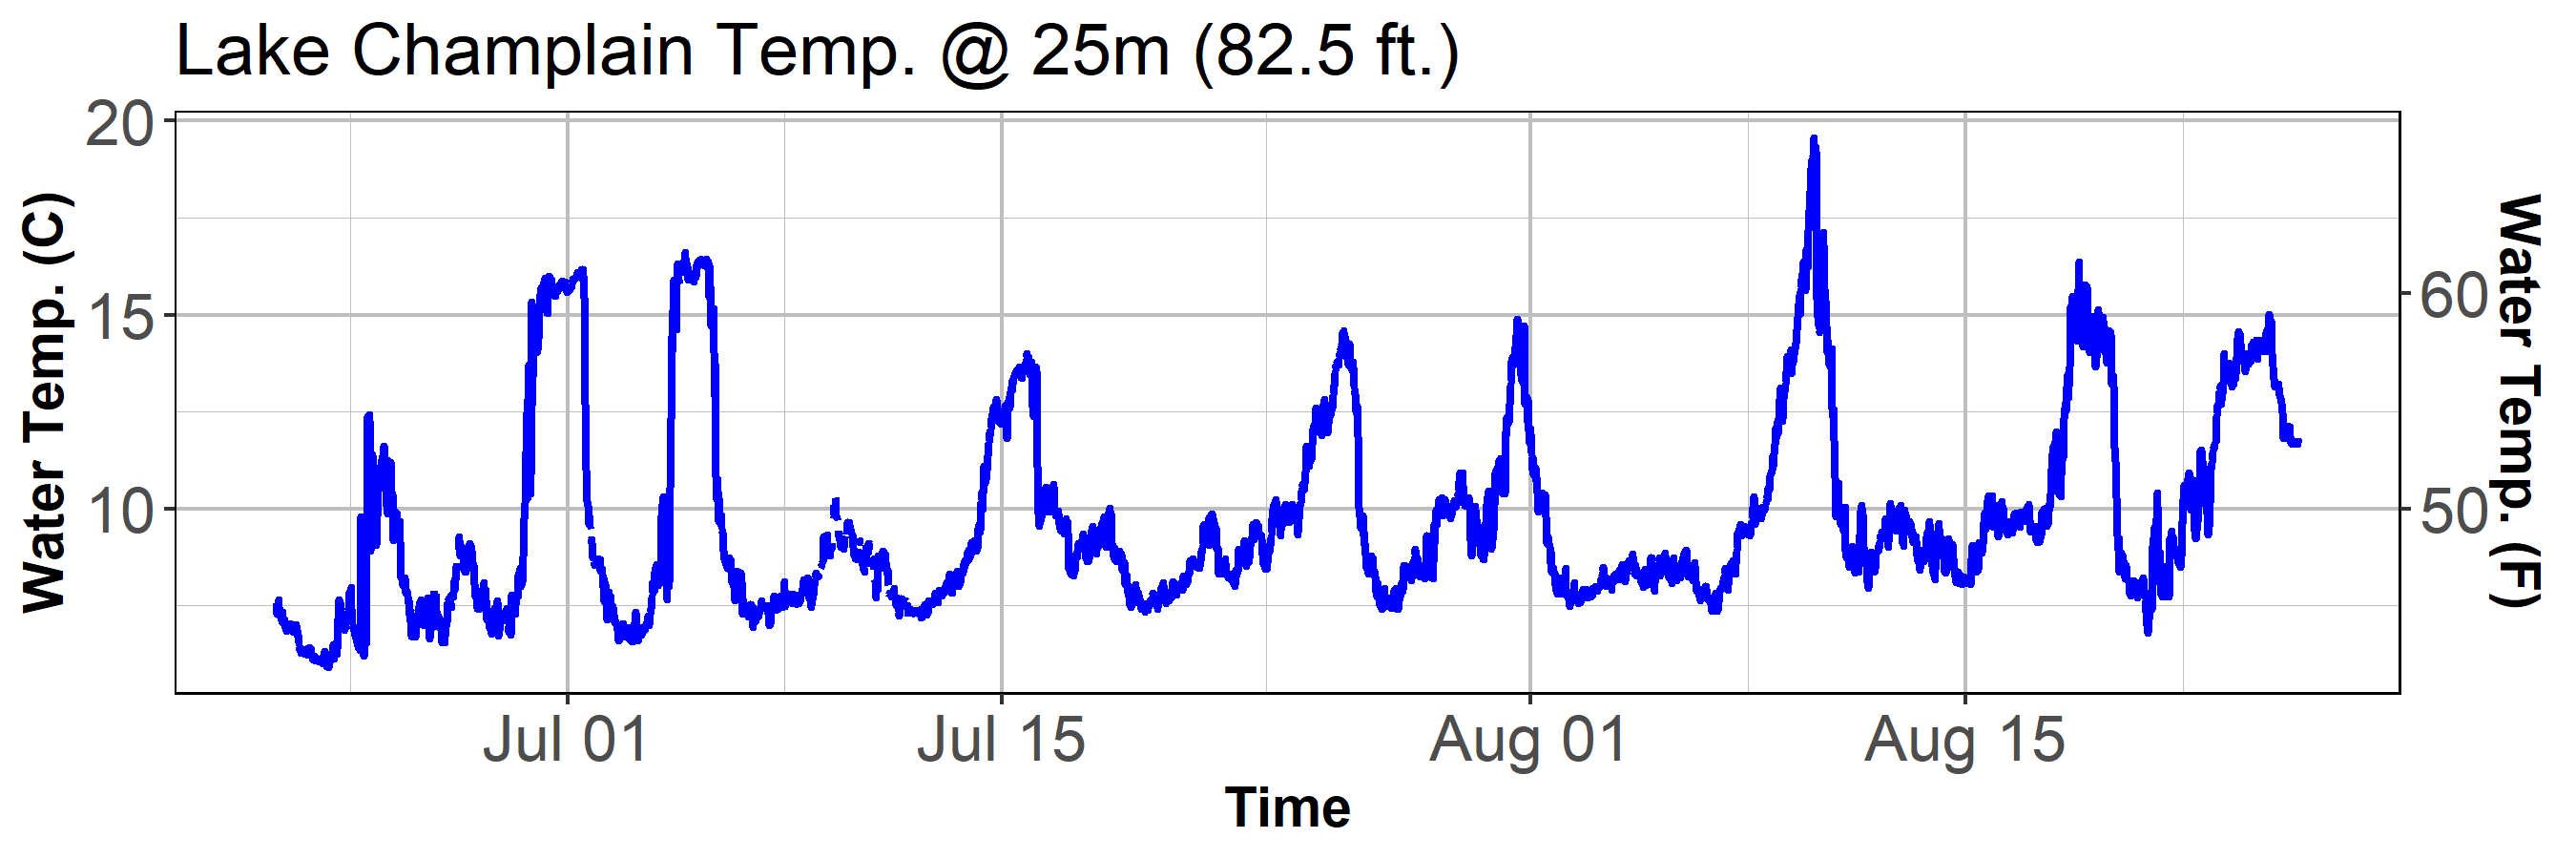 Lake Champlain Temp. @ 25m (82.5 ft.)
Water Temp. (C)
20
15
10
60
50
Water Temp. (F)
Jul 01
Jul 15
Aug 01
Aug 15
Time